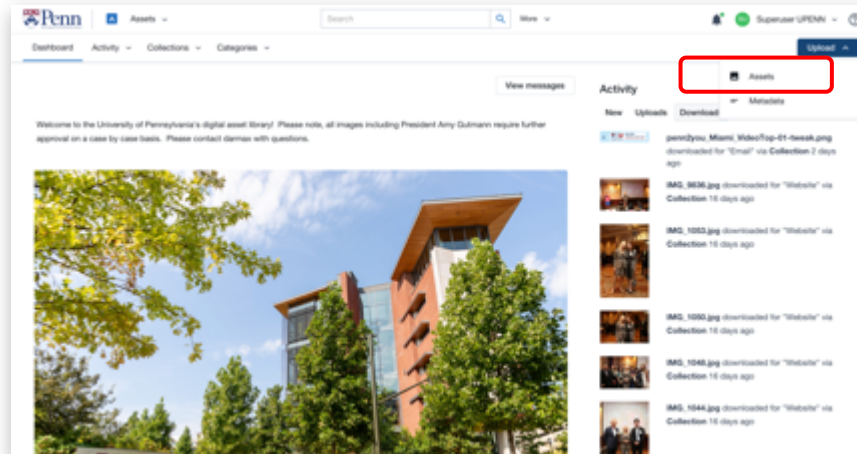 Penn
Assets
Search
More
Superuser UPENN
Dashboard
Activity
Collections
Categories
Upload
Assets
Metadata
View messages
Activity
New Uploads Download
Welcome to the University of Pennsylvania's digital asset library! Please note, all images including President Amy Gutmann require further
approval on a case by case basis. Please contact darmax with questions.
penn2you_Miami_VideoTop-01-tweak.png
downloaded for "Email" via Collection 2 days
ago
IMG_9836.jpg downloaded for "Website" via
Collection 16 days ago
IMG_1053.jpg downloaded for "Website" via
Collection 16 days ago
IMG_1050.jpg downloaded for "Website" via
Collection 16 days ago
IMG_1048.jpg downloaded for "Website" via
Collection 16 days ago
IMG_1044.jpg downloaded for "Website" via
Collection 16 days ago